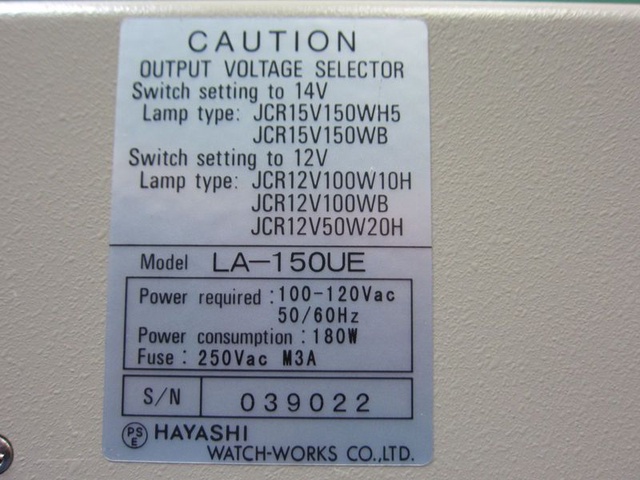 CAUTION
OUTPUT VOLTAGE SELECTOR
Switch setting to 14V
Lamp type: JCR15V150WH5
JCR15V150WB
Switch setting to 12V
Lamp type: JCR12V100W10H
JCR12V100WB
JCR12V50W20H
Model LA-150UE
Power required : 100-120Vac
50/60Hz
Power consumption : 180W
Fuse : 250Vac M3A
S/N 039022
PS E HAYASHI
WATCH-WORKS CO.,LTD.